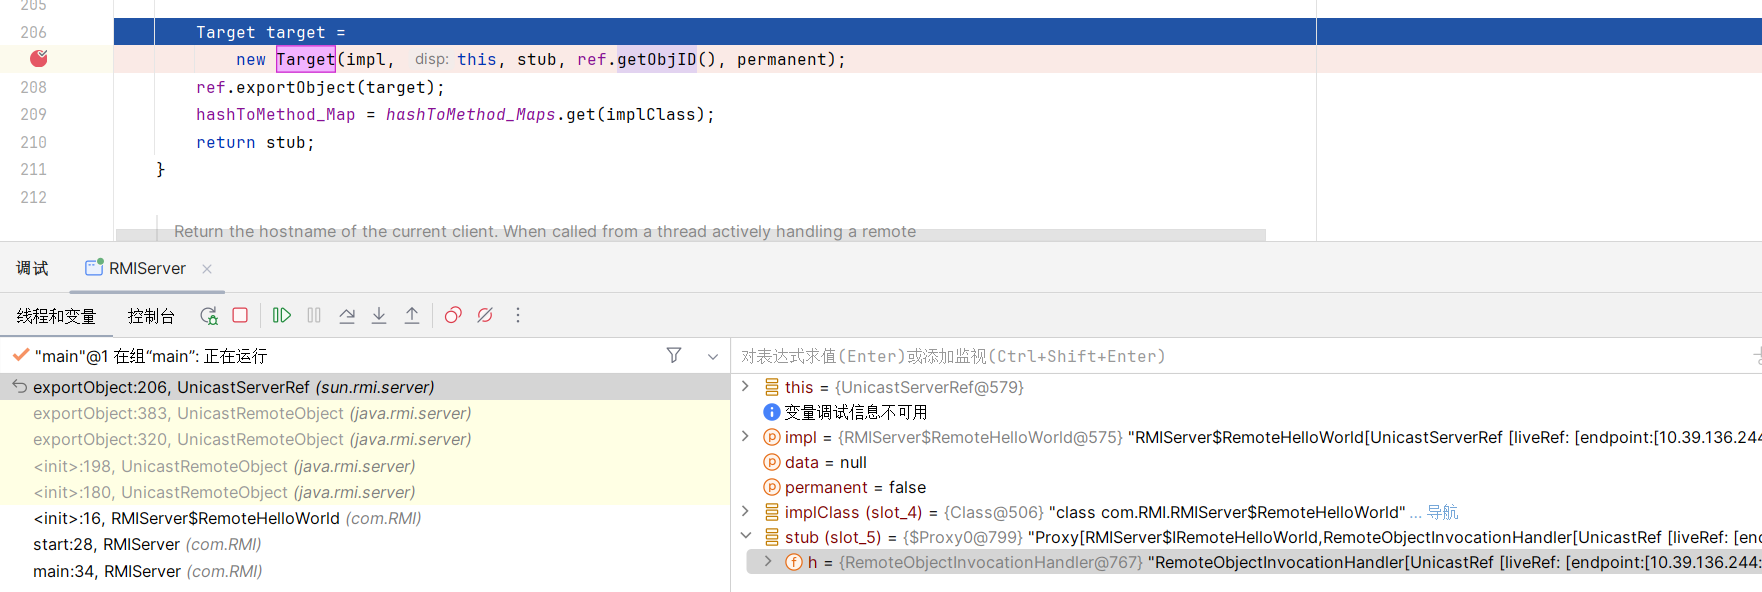 205
206 Target target =
new Target(impl, disp: this, stub, ref.getObjID(), permanent);
208 ref.exportObject(target);
209 hashToMethod_Map = hashToMethod_Maps.get(implClass);
210 return stub;
211 }
212
Return the hostname of the current client. When called from a thread actively handling a remote
调试 RMIServer ×
线程和变量 控制台
"main"@1 在组“main”: 正在运行
对表达式求值(Enter)或添加监视(Ctrl+Shift+Enter)
exportObject:206, UnicastServerRef (sun.rmi.server)
exportObject:383, UnicastRemoteObject (java.rmi.server)
exportObject:320, UnicastRemoteObject (java.rmi.server)
<init>:198, UnicastRemoteObject (java.rmi.server)
<init>:180, UnicastRemoteObject (java.rmi.server)
<init>:16, RMIServer$RemoteHelloWorld (com.RMI)
start:28, RMIServer (com.RMI)
main:34, RMIServer (com.RMI)
this = {UnicastServerRef@579}
变量调试信息不可用
impl = {RMIServer$RemoteHelloWorld@575} "RMIServer$RemoteHelloWorld[UnicastServerRef [liveRef: [endpoint:[10.39.136.244
data = null
permanent = false
implClass (slot_4) = {Class@506} "class com.RMI.RMIServer$RemoteHelloWorld" ... 导航
stub (slot_5) = {$Proxy0@799} "Proxy[RMIServer$IRemoteHelloWorld,RemoteObjectInvocationHandler[UnicastRef [liveRef: [end
h = {RemoteObjectInvocationHandler@767} "RemoteObjectInvocationHandler[UnicastRef [liveRef: [endpoint:[10.39.136.244: